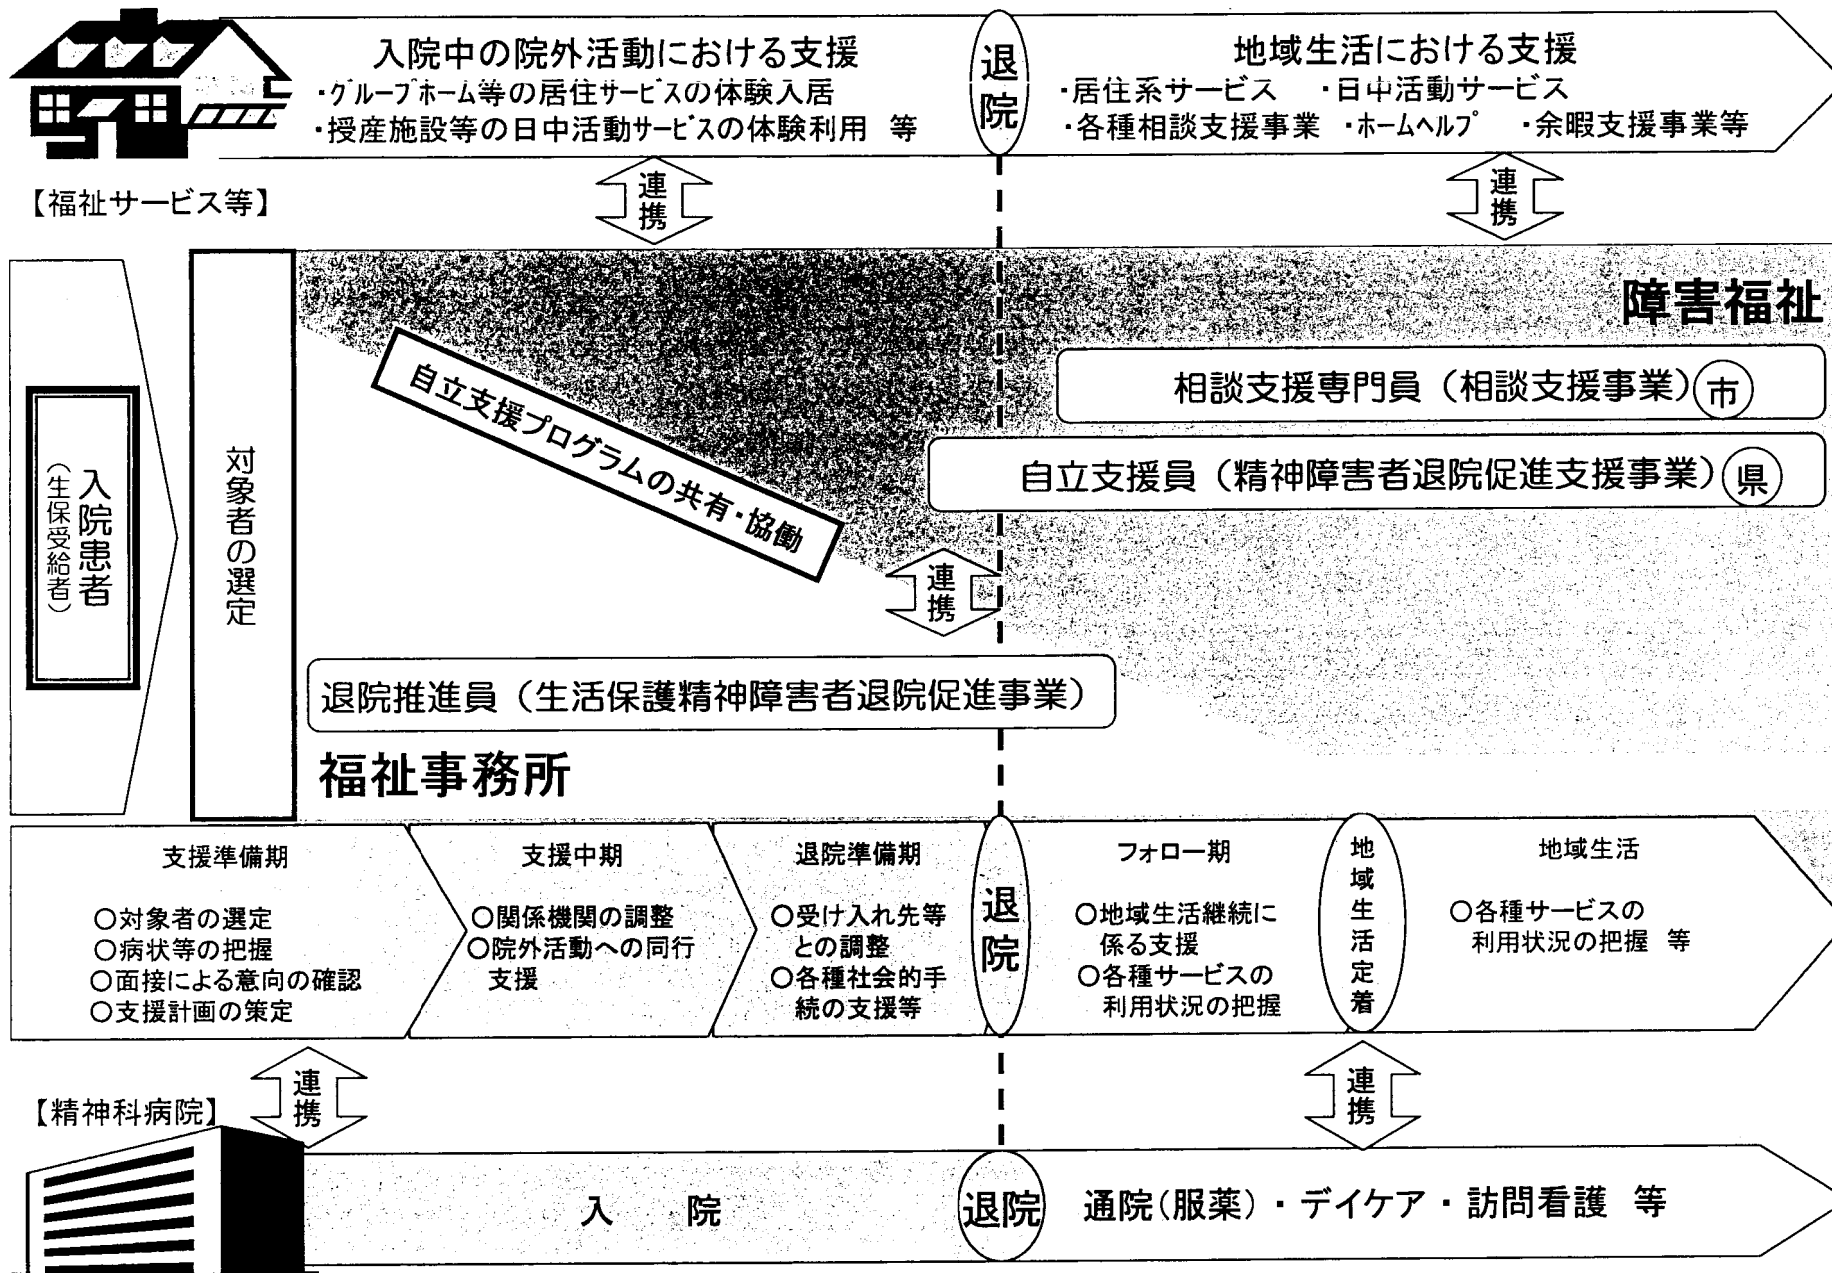 入院中の院外活動における支援
・グループホーム等の居住サービスの体験入居
・授産施設等の日中活動サービスの体験利用 等
退院
地域生活における支援
・居住系サービス ・日中活動サービス
・各種相談支援事業 ・ホームヘルプ ・余暇支援事業等
【福祉サービス等】
連携
連携
障害福祉
入院患者
(生保受給者)
対象者の選定
自立支援プログラムの共有・協働
相談支援専門員(相談支援事業)市
自立支援員(精神障害者退院促進支援事業)県
連携
退院推進員(生活保護精神障害者退院促進事業)
福祉事務所
支援準備期
○対象者の選定
○病状等の把握
○面接による意向の確認
○支援計画の策定
支援中期
○関係機関の調整
○院外活動への同行
支援
退院準備期
○受け入れ先等
との調整
○各種社会的手
続の支援等
退院
フォロー期
○地域生活継続に
係る支援
○各種サービスの
利用状況の把握
地域生活定着
地域生活
○各種サービスの
利用状況の把握 等
連携
連携
【精神科病院】
入 院
退院
通院(服薬)・デイケア・訪問看護 等